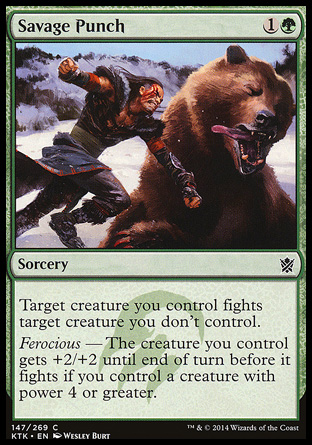 Savage Punch 1
Sorcery
Target creature you control fights
target creature you don't control.
Ferocious — The creature you control
gets +2/+2 until end of turn before it
fights if you control a creature with
power 4 or greater.
147/269 C
KTK • EN Wesley Burt ™ & © 2014 Wizards of the Coast